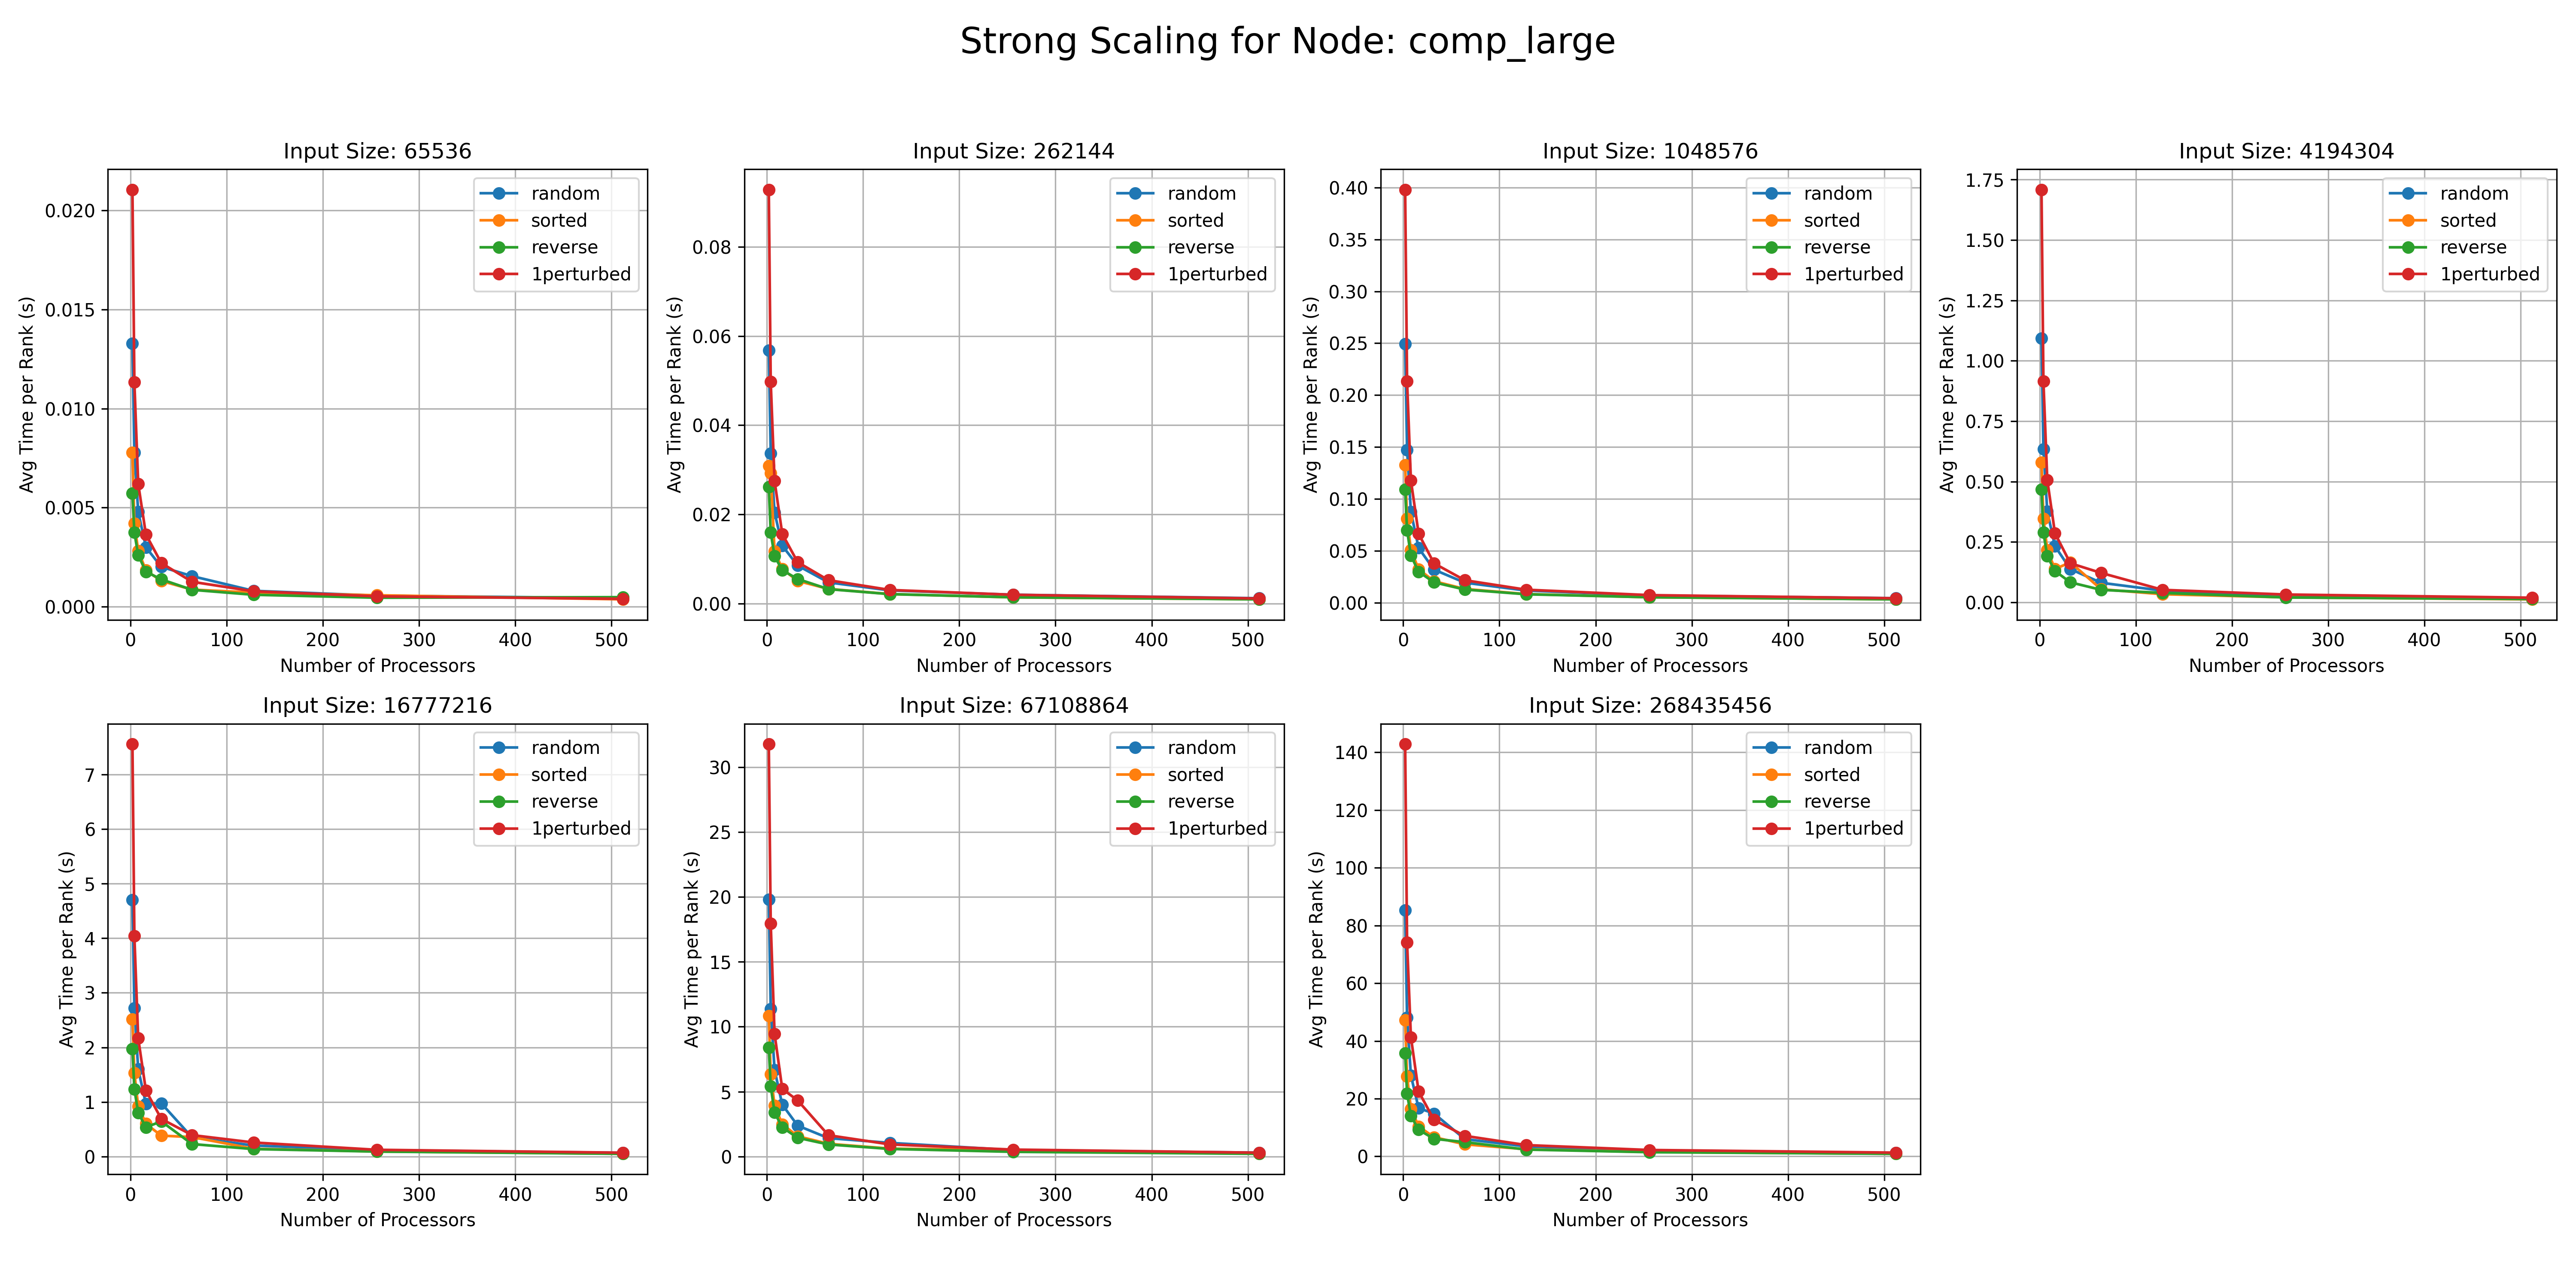 Strong Scaling for Node: comp_large
Input Size: 65536
Avg Time per Rank (s)
0.020
0.015
0.010
0.005
0.000
0 100 200 300 400 500
Number of Processors
random
sorted
reverse
1perturbed
Input Size: 262144
Avg Time per Rank (s)
0.08
0.06
0.04
0.02
0.00
0 100 200 300 400 500
Number of Processors
random
sorted
reverse
1perturbed
Input Size: 1048576
Avg Time per Rank (s)
0.40
0.35
0.30
0.25
0.20
0.15
0.10
0.05
0.00
0 100 200 300 400 500
Number of Processors
random
sorted
reverse
1perturbed
Input Size: 4194304
Avg Time per Rank (s)
1.75
1.50
1.25
1.00
0.75
0.50
0.25
0.00
0 100 200 300 400 500
Number of Processors
random
sorted
reverse
1perturbed
Input Size: 16777216
Avg Time per Rank (s)
7
6
5
4
3
2
1
0
0 100 200 300 400 500
Number of Processors
random
sorted
reverse
1perturbed
Input Size: 67108864
Avg Time per Rank (s)
30
25
20
15
10
5
0
0 100 200 300 400 500
Number of Processors
random
sorted
reverse
1perturbed
Input Size: 268435456
Avg Time per Rank (s)
140
120
100
80
60
40
20
0
0 100 200 300 400 500
Number of Processors
random
sorted
reverse
1perturbed